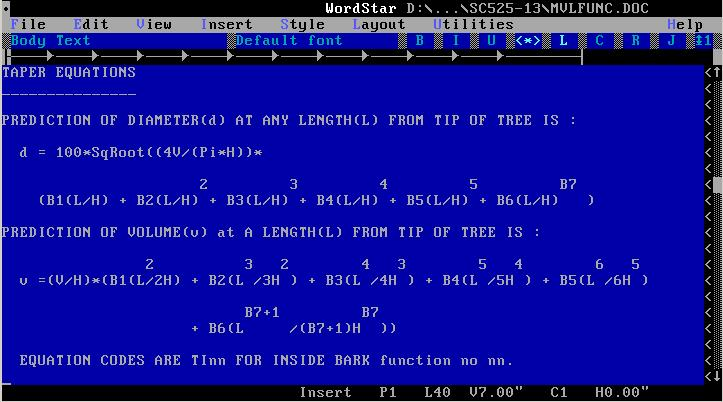 WordStar D:\...\SC525-13\MVLFUNC.DOC
File Edit View Insert Style Layout Utilities Help
Body Text Default font B I U <*> L C R J ‡1
TAPER EQUATIONS
_______________
PREDICTION OF DIAMETER(d) AT ANY LENGTH(L) FROM TIP OF TREE IS :
d = 100*SqRoot((4V/(Pi*H))*
2 3 4 5 B7
(B1(L/H) + B2(L/H) + B3(L/H) + B4(L/H) + B5(L/H) + B6(L/H) )
PREDICTION OF VOLUME(v) at A LENGTH(L) FROM TIP OF TREE IS :
2 3 2 4 3 5 4 6 5
v =(V/H)*(B1(L/2H) + B2(L /3H ) + B3(L /4H ) + B4(L /5H ) + B5(L /6H )
B7+1 B7
+ B6(L /(B7+1)H ))
EQUATION CODES ARE TInn FOR INSIDE BARK function no nn.
Insert P1 L40 V7.00" C1 H0.00"